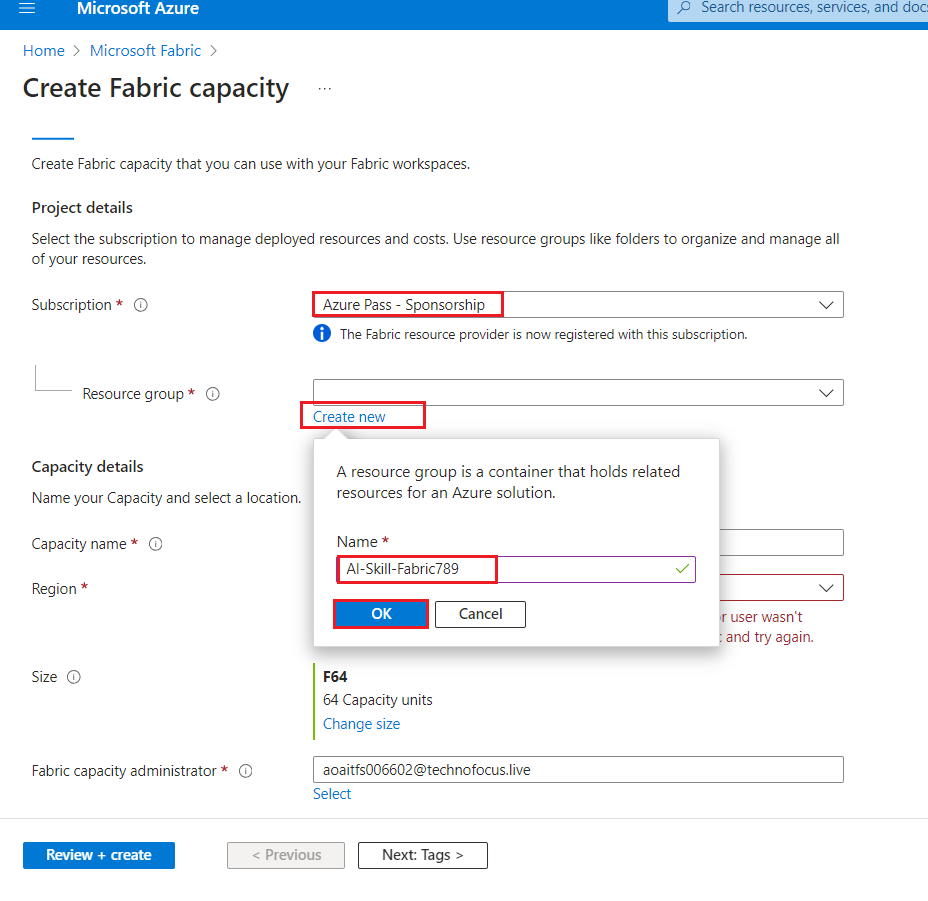 Microsoft Azure
Search resources, services, and docs
Home > Microsoft Fabric >
Create Fabric capacity ...
Create Fabric capacity that you can use with your Fabric workspaces.
Project details
Select the subscription to manage deployed resources and costs. Use resource groups like folders to organize and manage all
of your resources.
Subscription *
Azure Pass - Sponsorship
The Fabric resource provider is now registered with this subscription.
Resource group *
Create new
A resource group is a container that holds related
resources for an Azure solution.
Name *
AI-Skill-Fabric789
OK
Cancel
Capacity details
Name your Capacity and select a location.
Capacity name *
Region *
user wasn't
and try again.
Size
F64
64 Capacity units
Change size
Fabric capacity administrator *
aoaitfs006602@technofocus.live
Select
Review + create
< Previous
Next: Tags >